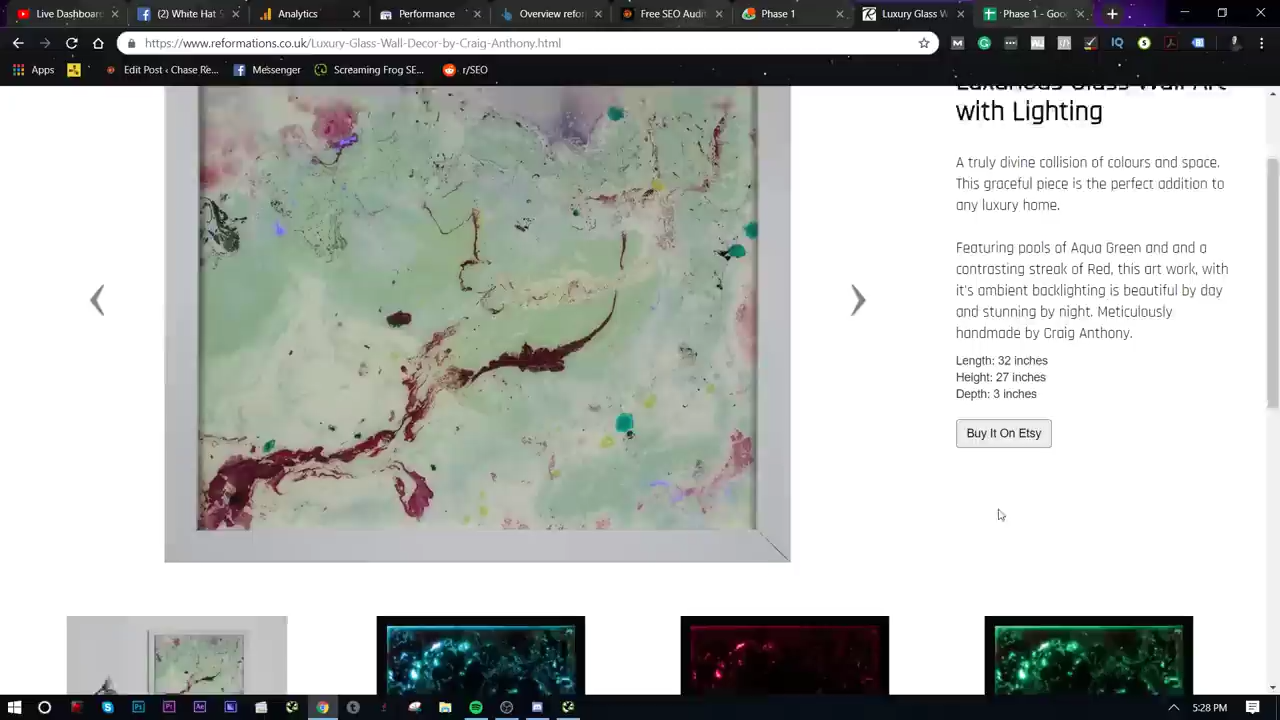 Live Dashboard
(2) White Hat S
Analytics
Performance
Overview refor
Free SEO Audit
Phase 1
Luxury Glass W
Phase 1 - Goo
https://www.reformations.co.uk/Luxury-Glass-Wall-Decor-by-Craig-Anthony.html
Apps
Edit Post ‹ Chase Re...
Messenger
Screaming Frog SE...
r/SEO
Luxurious Glass Wall Art
with Lighting
A truly divine collision of colours and space.
This graceful piece is the perfect addition to
any luxury home.
Featuring pools of Aqua Green and and a
contrasting streak of Red, this art work, with
it's ambient backlighting is beautiful by day
and stunning by night. Meticulously
handmade by Craig Anthony.
Length: 32 inches
Height: 27 inches
Depth: 3 inches
Buy It On Etsy
5:28 PM